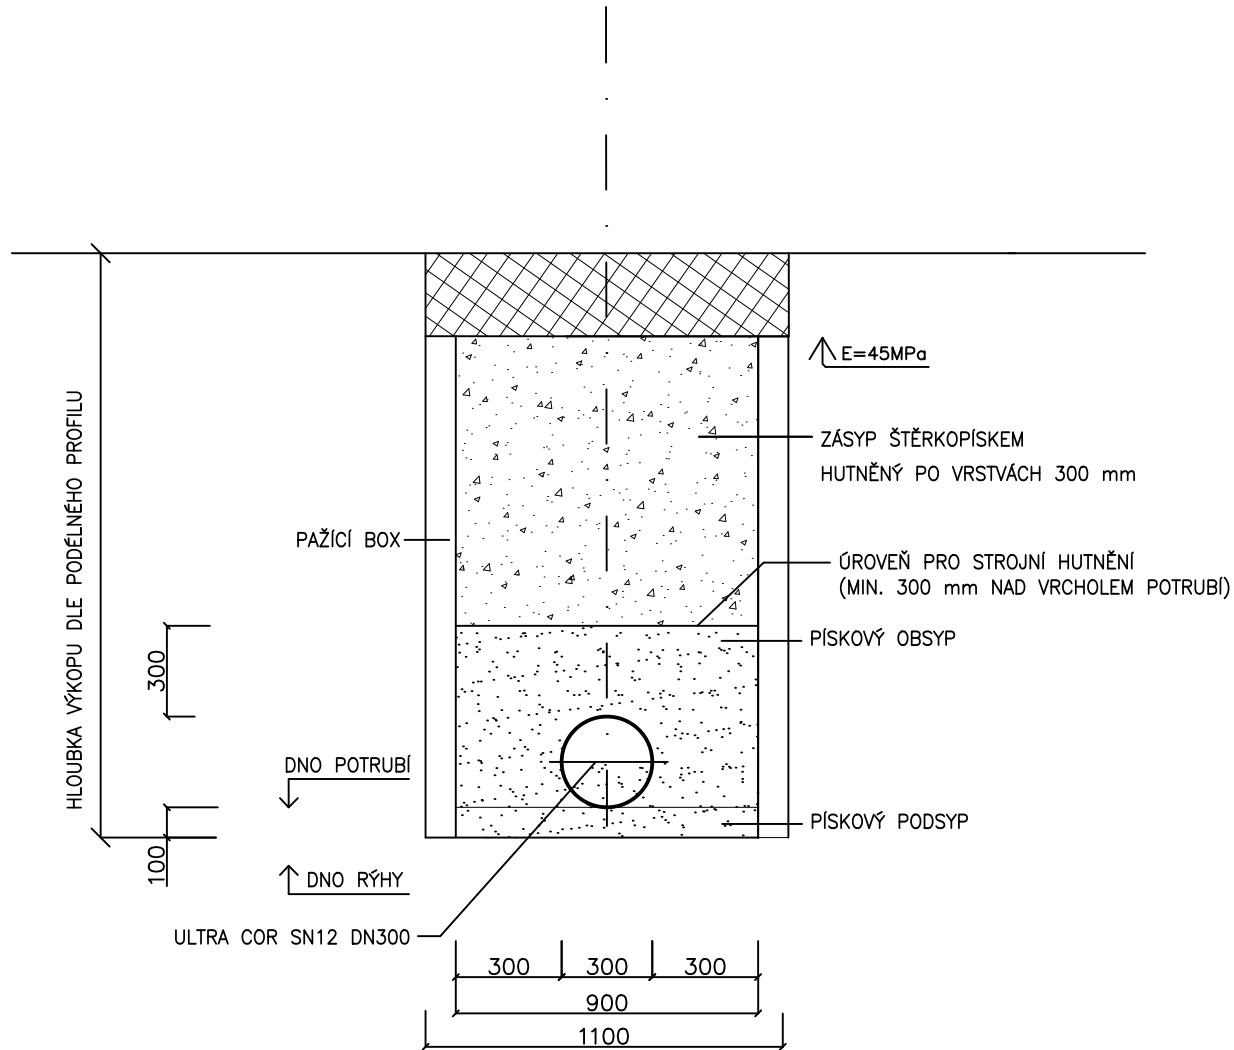 E=45MPa
ZÁSYP ŠTĚRKOPÍSKEM
HUTNĚNÝ PO VRSTVÁCH 300 mm
HLOUBKA VÝKOPU DLE PODÉLNÉHO PROFILU
PAŽÍCÍ BOX
ÚROVEŇ PRO STROJNÍ HUTNĚNÍ
(MIN. 300 mm NAD VRCHOLEM POTRUBÍ)
PÍSKOVÝ OBSYP
300
DNO POTRUBÍ
PÍSKOVÝ PODSYP
100
DNO RÝHY
ULTRA COR SN12 DN300
300 300 300
900
1100